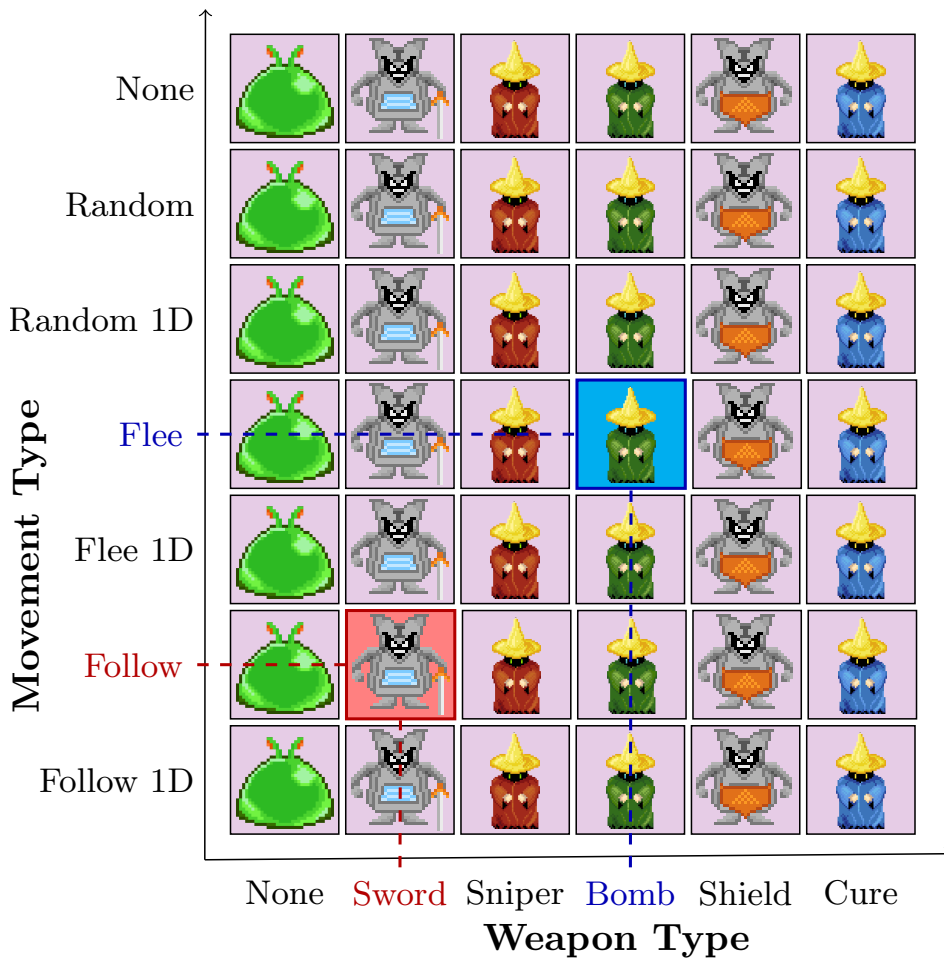 None
Random
Random 1D
Flee
Flee 1D
Follow
Follow 1D
Movement Type
None Sword Sniper Bomb Shield Cure
Weapon Type